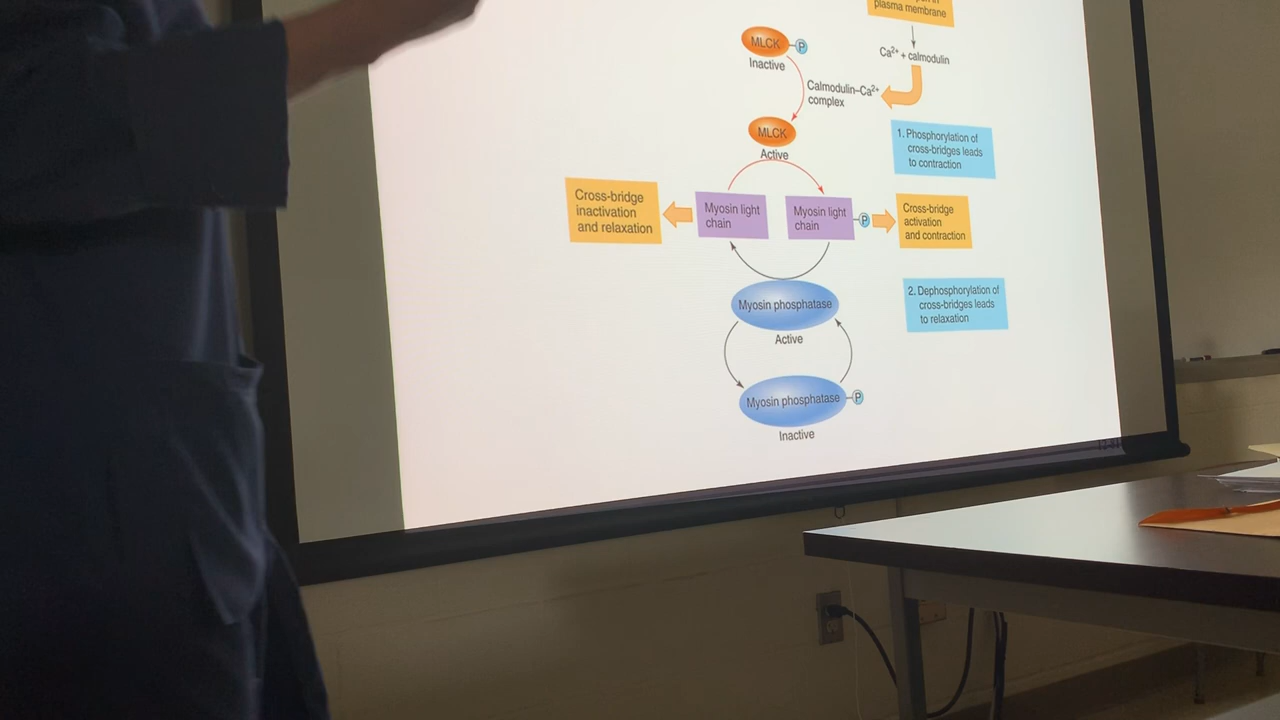 plasma membrane
Ca²⁺ + calmodulin
MLCK
P
Inactive
Calmodulin–Ca²⁺
complex
MLCK
Active
1. Phosphorylation of
cross-bridges leads
to contraction
Cross-bridge
inactivation
and relaxation
Myosin light
chain
Myosin light
chain
P
Cross-bridge
activation
and contraction
2. Dephosphorylation of
cross-bridges leads
to relaxation
Myosin phosphatase
Active
Myosin phosphatase
P
Inactive